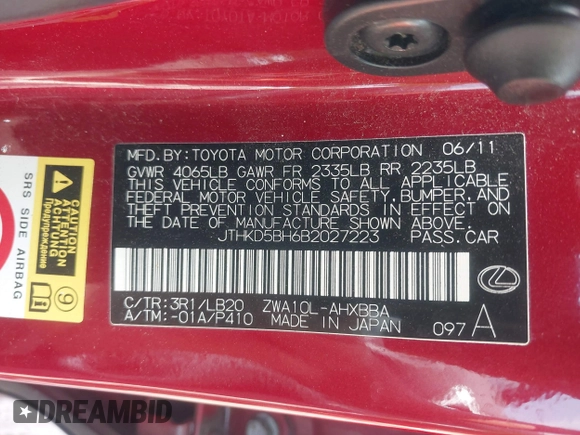 MFD. BY: TOYOTA MOTOR CORPORATION 06/11
GVWR 4065LB GAWR FR 2335LB RR 2235LB
THIS VEHICLE CONFORMS TO ALL APPLICABLE
FEDERAL MOTOR VEHICLE SAFETY, BUMPER, AND
THEFT PREVENTION STANDARDS IN EFFECT ON
THE DATE OF MANUFACTURE SHOWN ABOVE.
JTHKD5BH6B2027223 PASS.CAR
C/TR: 3R1/LB20 ZWA10L-AHXBBA
A/TM: -01A/P410 MADE IN JAPAN 097 A
SRS SIDE AIRBAG
Предупреждение
9
DREAMBID